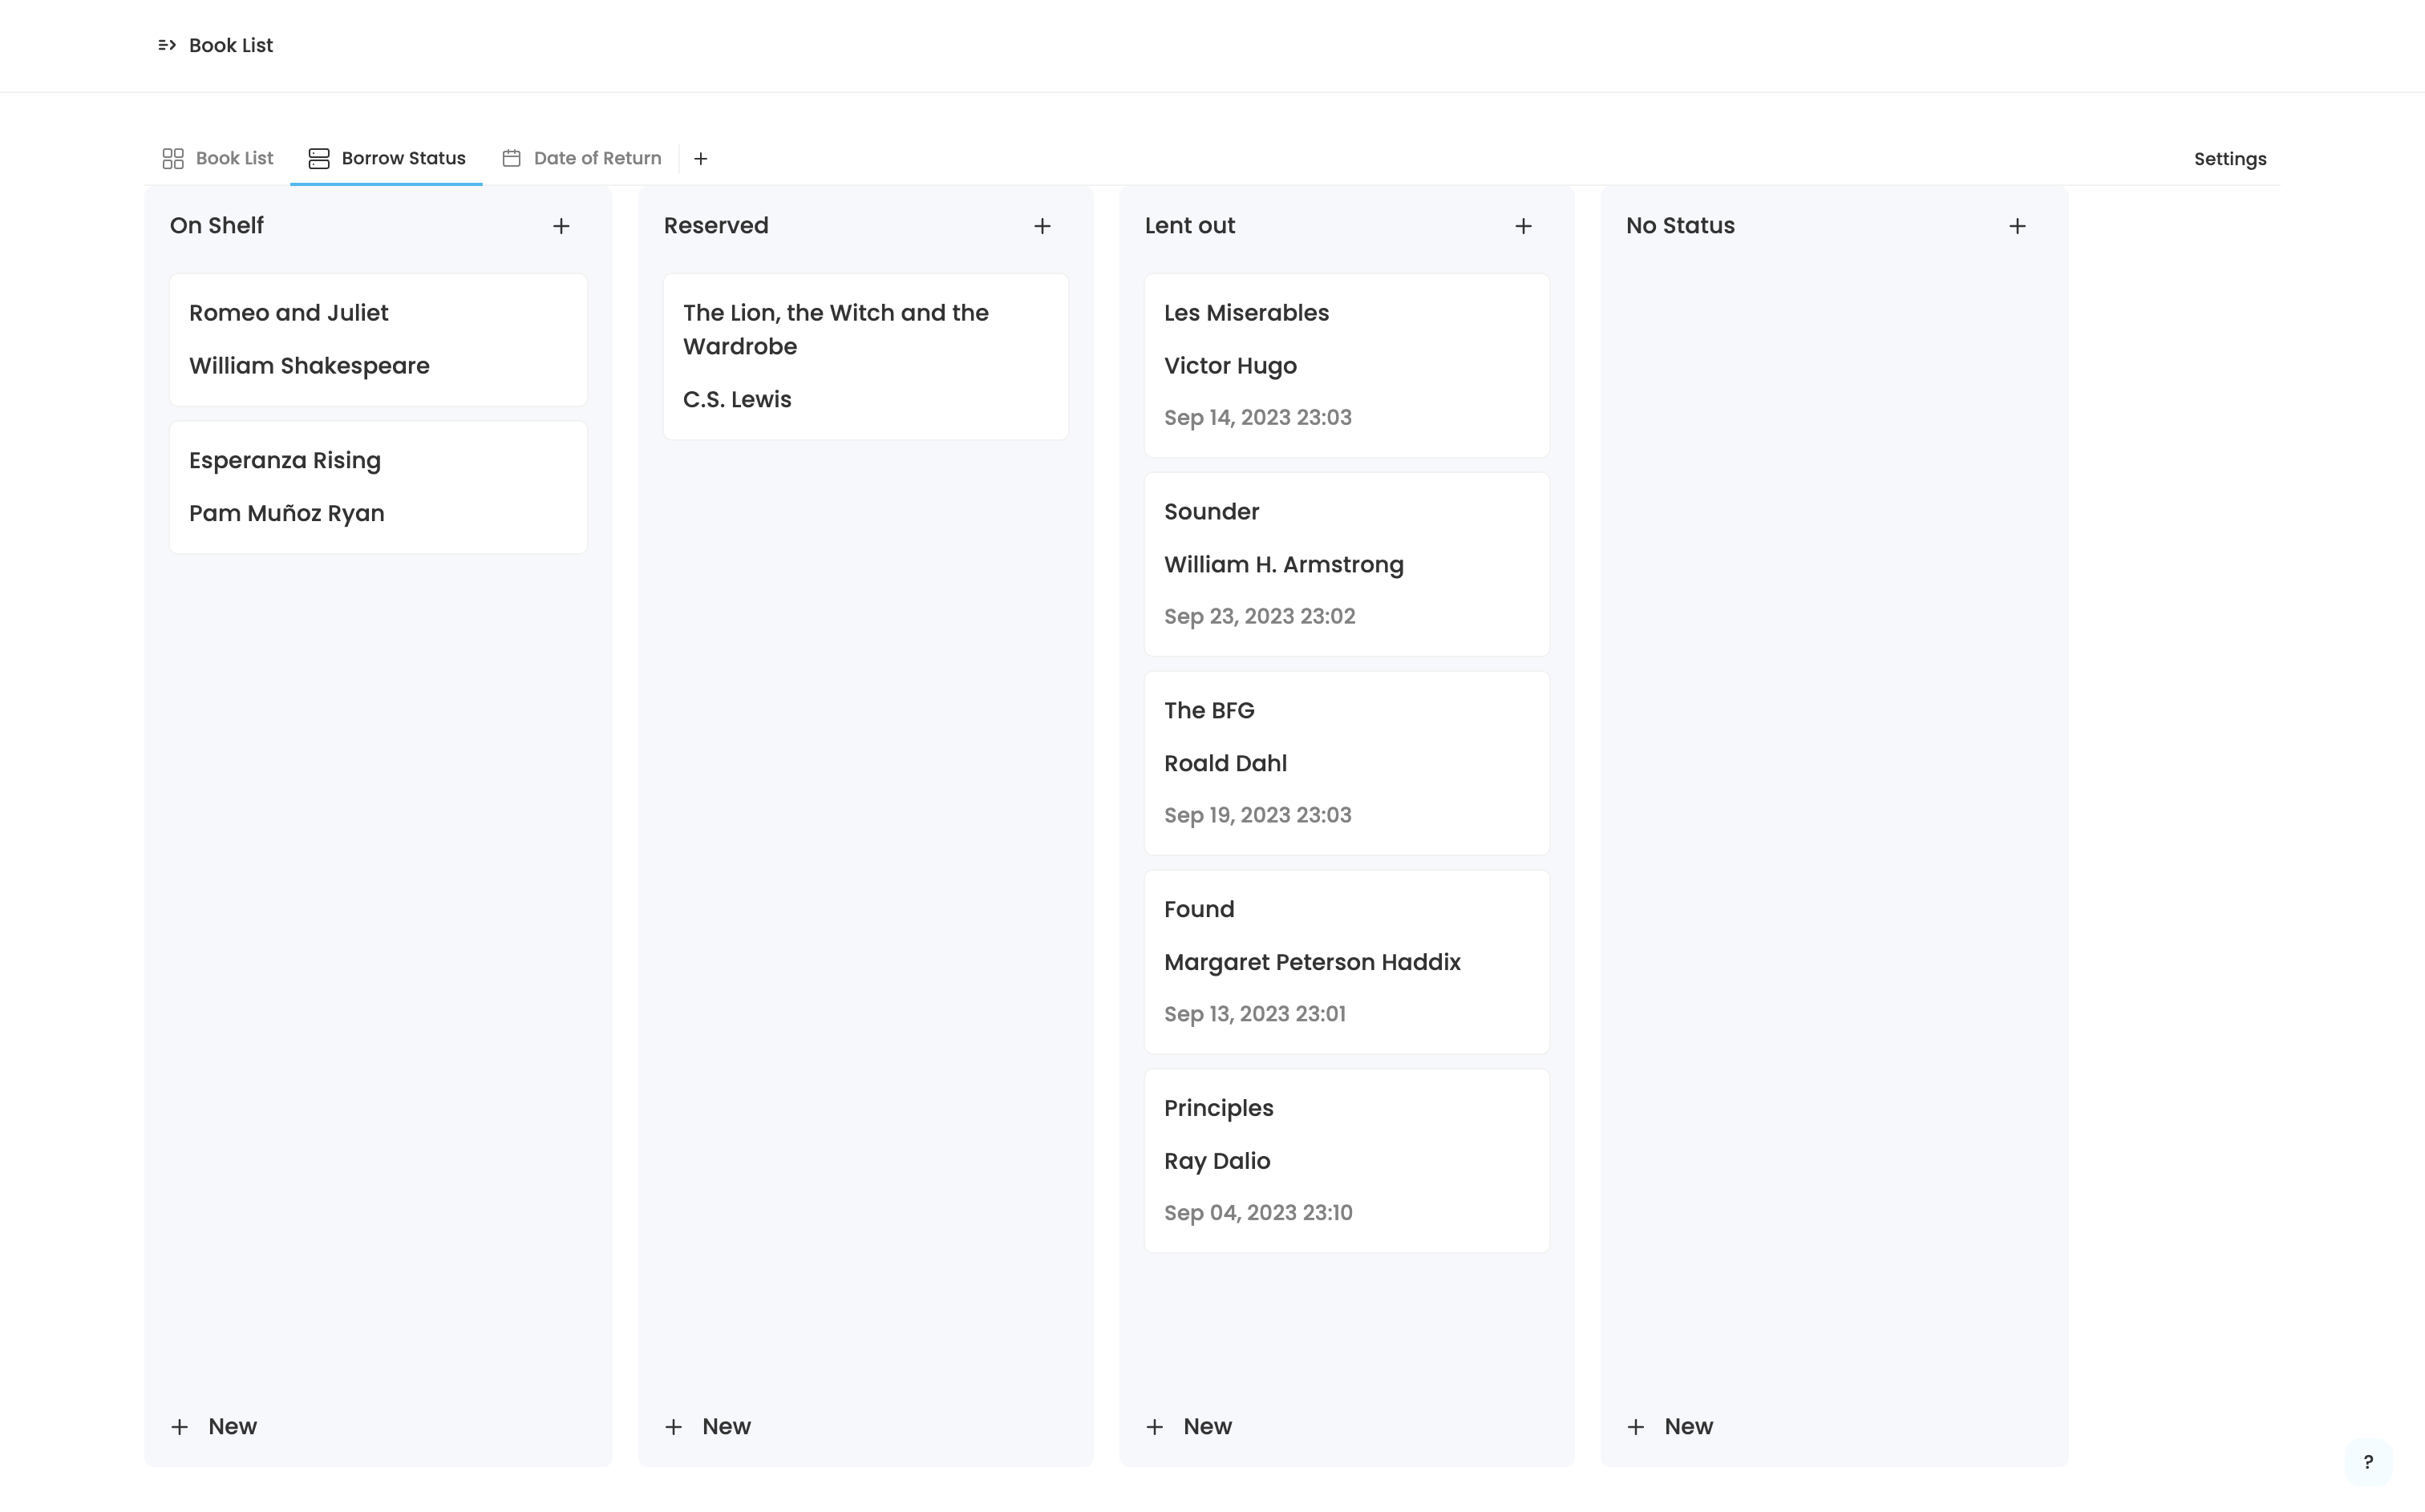 Book List
Book List
Borrow Status
Date of Return
Settings
On Shelf
Romeo and Juliet
William Shakespeare
Esperanza Rising
Pam Muñoz Ryan
New
Reserved
The Lion, the Witch and the
Wardrobe
C.S. Lewis
New
Lent out
Les Miserables
Victor Hugo
Sep 14, 2023 23:03
Sounder
William H. Armstrong
Sep 23, 2023 23:02
The BFG
Roald Dahl
Sep 19, 2023 23:03
Found
Margaret Peterson Haddix
Sep 13, 2023 23:01
Principles
Ray Dalio
Sep 04, 2023 23:10
New
No Status
New
?